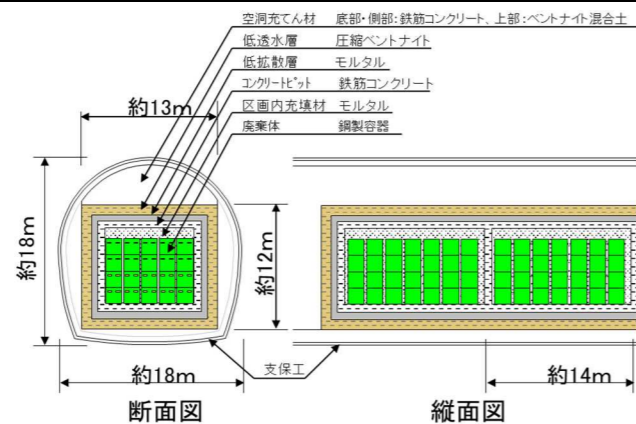 空洞充てん材 底部・側部：鉄筋コンクリート、上部：ベントナイト混合土
低透水層 圧縮ベントナイト
低拡散層 モルタル
コンクリートピット 鉄筋コンクリート
区画内充填材 モルタル
廃棄体 鋼製容器
約13m
約18m
約12m
約18m
支保工
約14m
断面図
縦面図